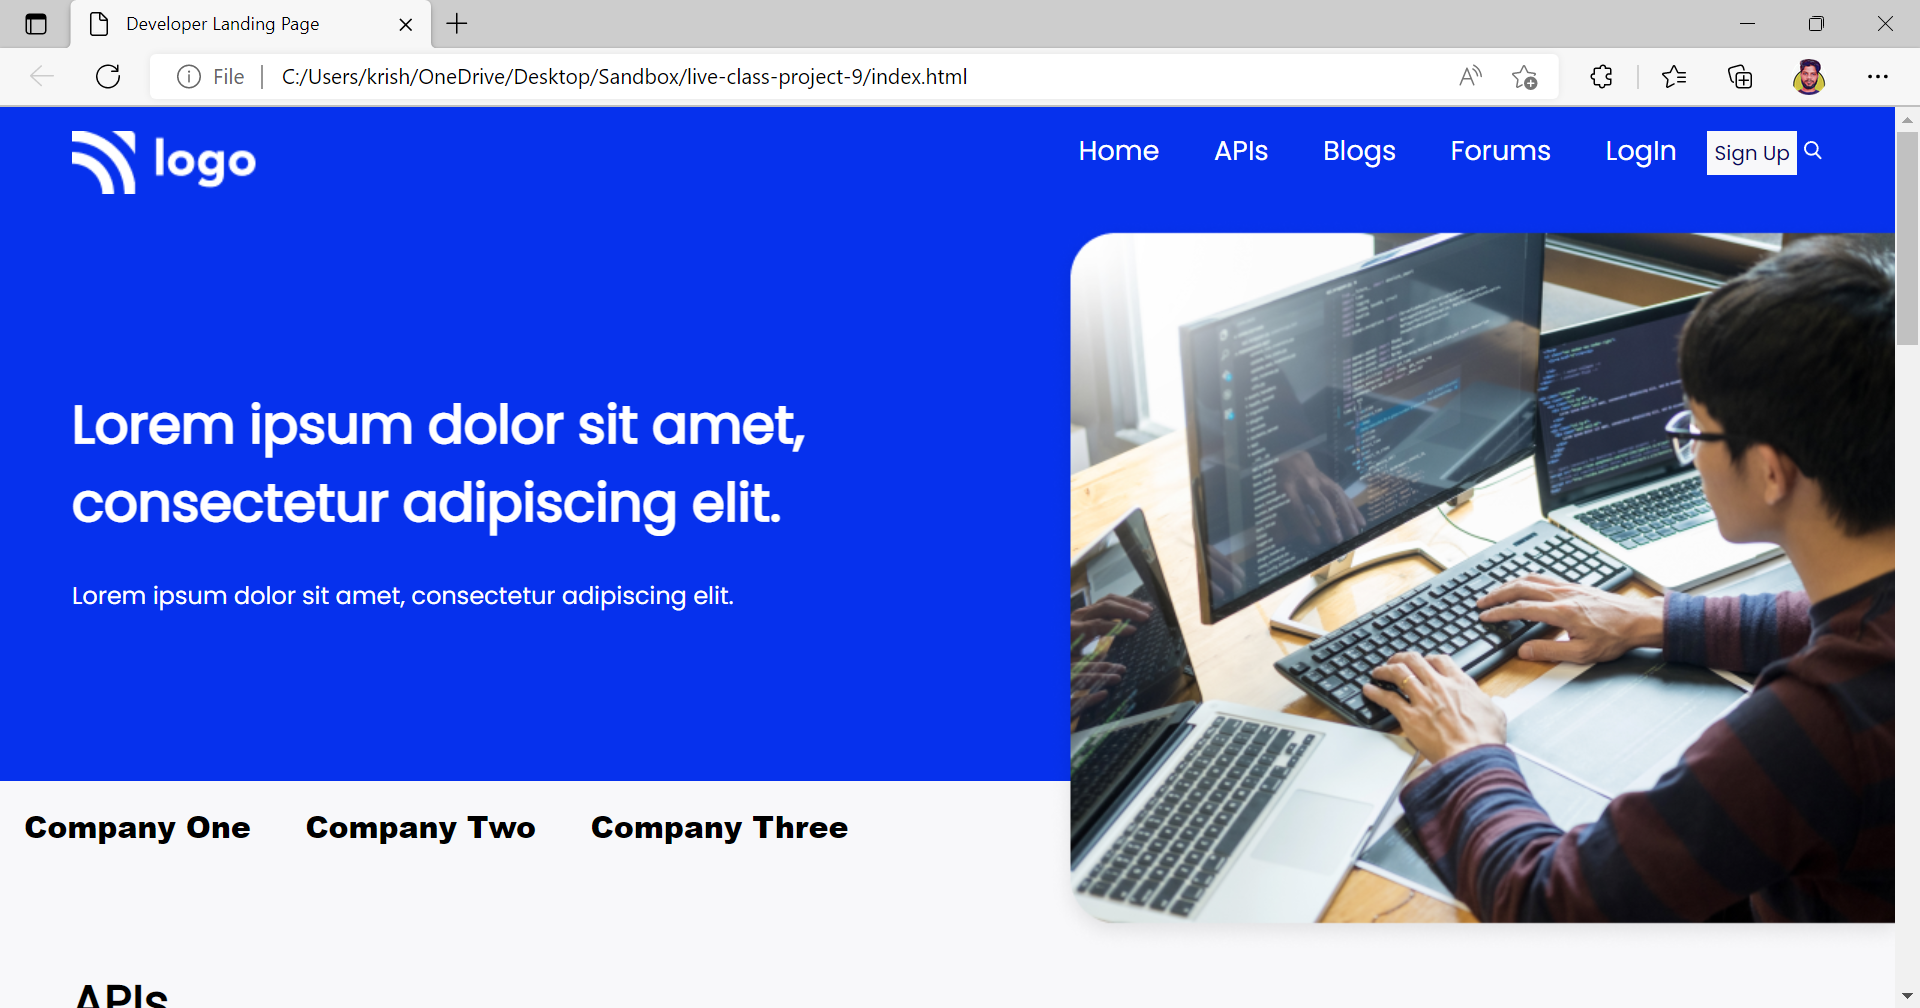 Developer Landing Page
File
C:/Users/krish/OneDrive/Desktop/Sandbox/live-class-project-9/index.html
logo
Home APIs Blogs Forums LogIn Sign Up
Lorem ipsum dolor sit amet,
consectetur adipiscing elit.
Lorem ipsum dolor sit amet, consectetur adipiscing elit.
Company One Company Two Company Three
APIs